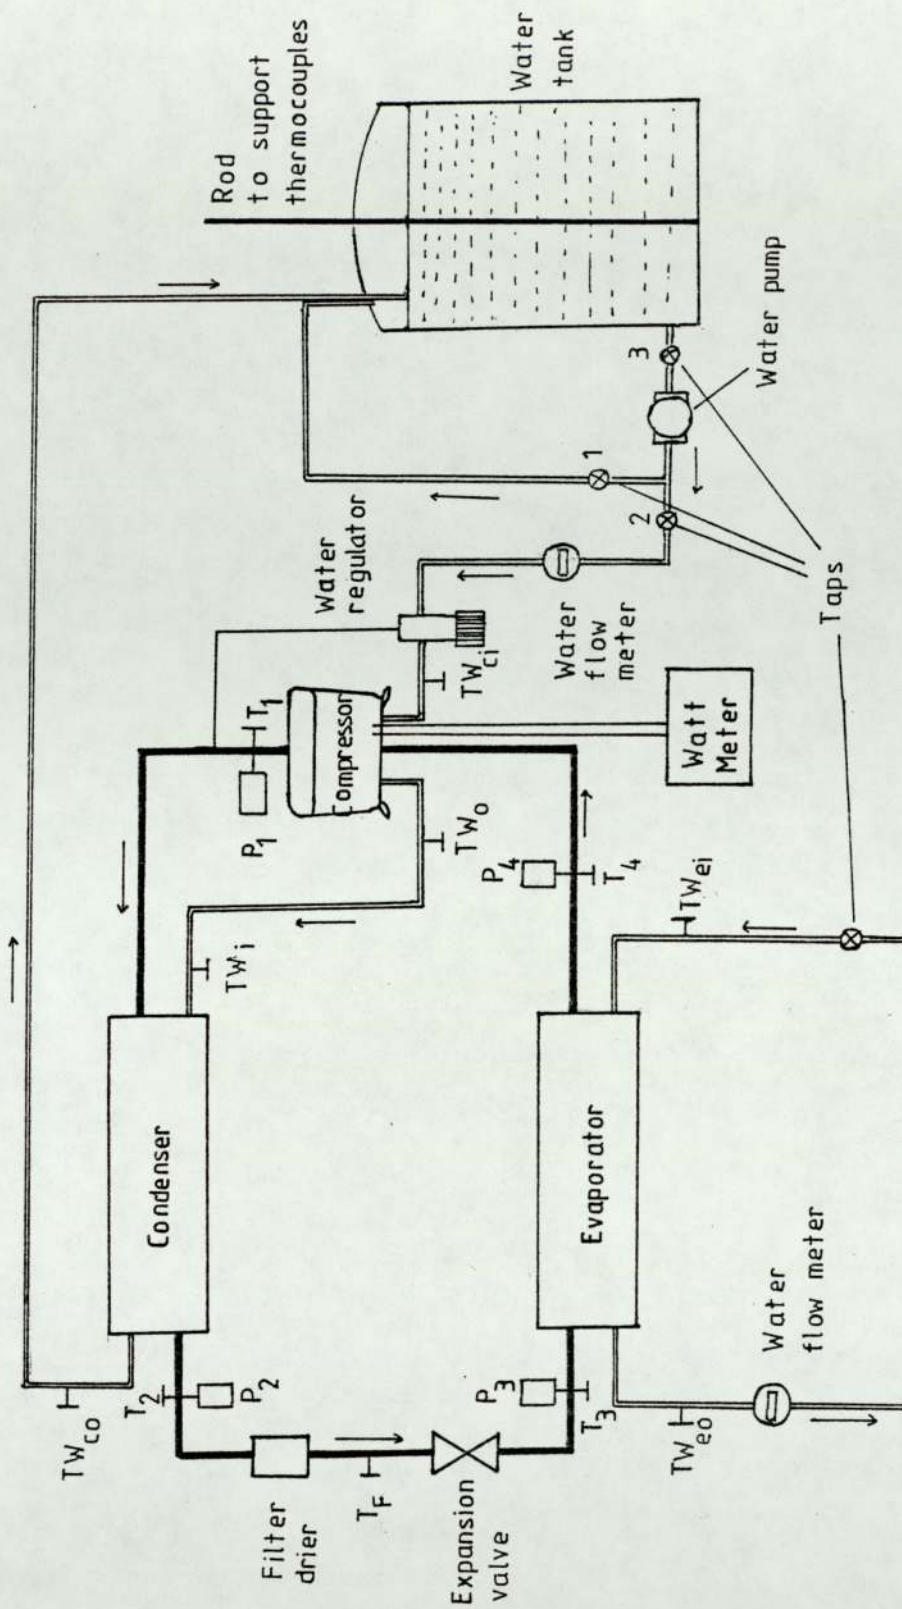 Rod
to support
thermocouples
Water
tank
3
Water pump
1
2
Water
regulator
TWci
Water
flow
meter
Taps
T1
P1
Compressor
Watt
Meter
TWo
P4
T4
TWei
TWi
Condenser
Evaporator
TWco
T2
P2
Filter
drier
TF
Expansion
valve
P3
T3
TWeo
Water
flow meter